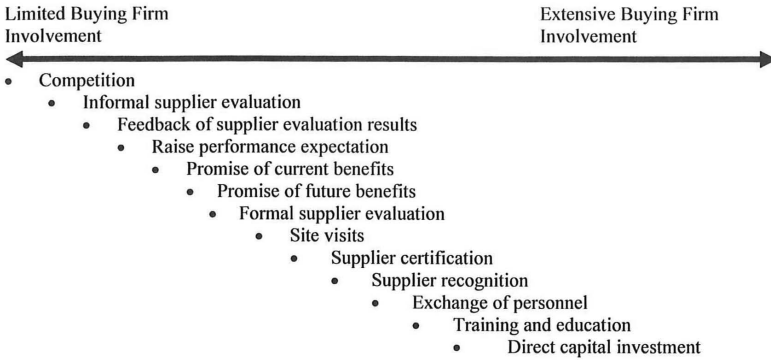 Limited Buying Firm
Involvement
Extensive Buying Firm
Involvement
• Competition
• Informal supplier evaluation
• Feedback of supplier evaluation results
• Raise performance expectation
• Promise of current benefits
• Promise of future benefits
• Formal supplier evaluation
• Site visits
• Supplier certification
• Supplier recognition
• Exchange of personnel
• Training and education
• Direct capital investment